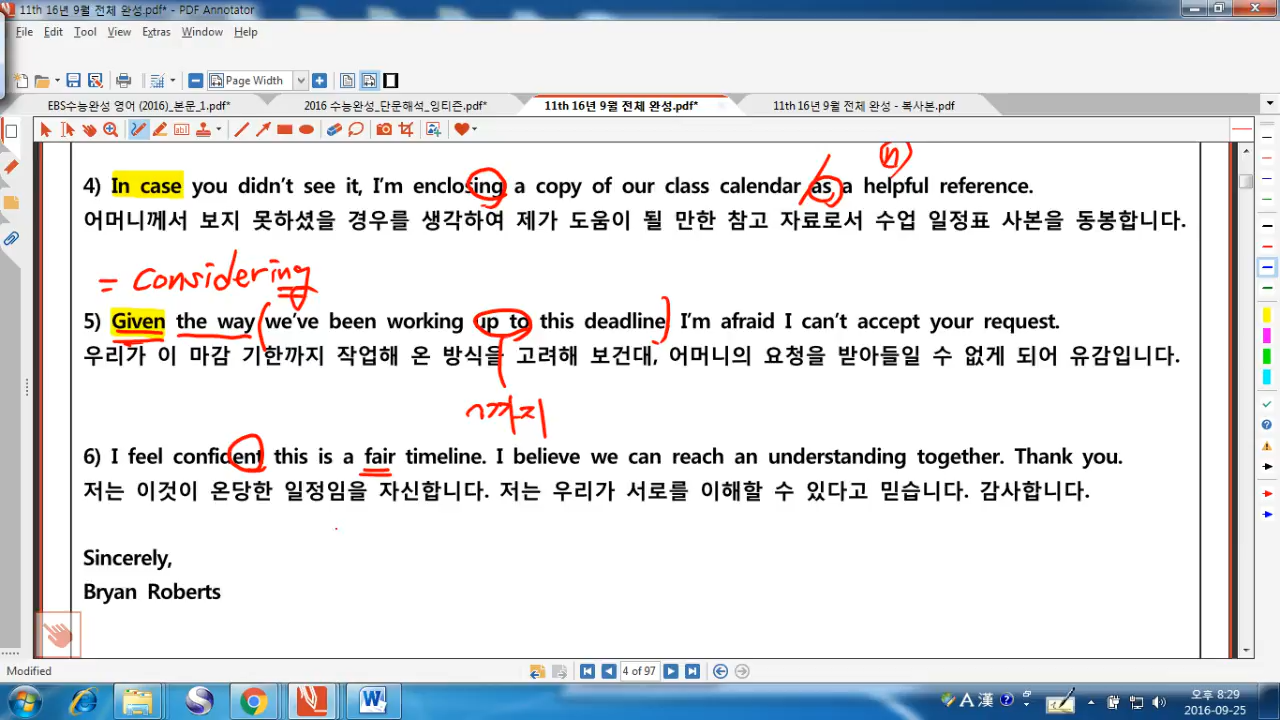 11th 16년 9월 전체 완성.pdf* - PDF Annotator
File Edit Tool View Extras Window Help
Page Width
EBS수능완성 영어 (2016)_본문_1.pdf* 2016 수능완성_단문해석_잉티즌.pdf* 11th 16년 9월 전체 완성.pdf* 11th 16년 9월 전체 완성 - 복사본.pdf
(n)
4) In case you didn't see it, I'm enclosing a copy of our class calendar as a helpful reference.
어머니께서 보지 못하셨을 경우를 생각하여 제가 도움이 될 만한 참고 자료로서 수업 일정표 사본을 동봉합니다.
= considering
5) Given the way we've been working up to this deadline, I'm afraid I can't accept your request.
우리가 이 마감 기한까지 작업해 온 방식을 고려해 보건대, 어머니의 요청을 받아들일 수 없게 되어 유감입니다.
~까지
6) I feel confident this is a fair timeline. I believe we can reach an understanding together. Thank you.
저는 이것이 온당한 일정임을 자신합니다. 저는 우리가 서로를 이해할 수 있다고 믿습니다. 감사합니다.
Sincerely,
Bryan Roberts
Modified
4 of 97
A 漢
오후 8:29
2016-09-25